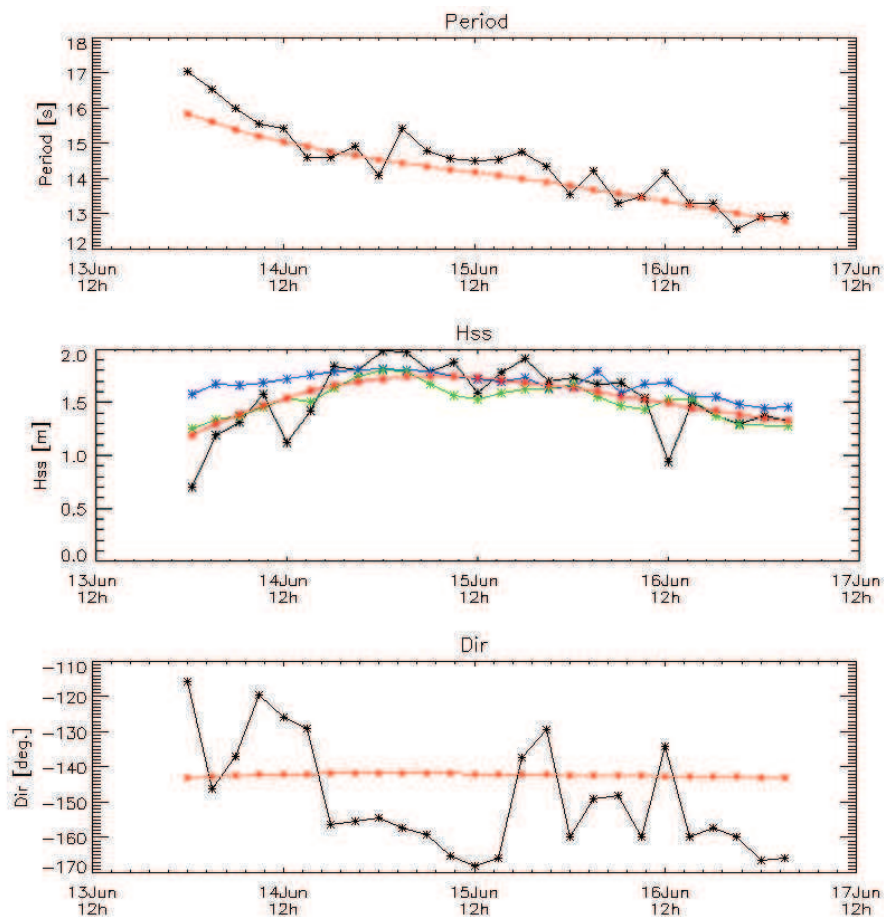 Period
18
17
16
15
14
13
12
Period [s]
13Jun 14Jun 15Jun 16Jun 17Jun
12h 12h 12h 12h 12h
Hss
2.0
1.5
1.0
0.5
0.0
Hss [m]
13Jun 14Jun 15Jun 16Jun 17Jun
12h 12h 12h 12h 12h
Dir
-110
-120
-130
-140
-150
-160
-170
Dir [deg.]
13Jun 14Jun 15Jun 16Jun 17Jun
12h 12h 12h 12h 12h